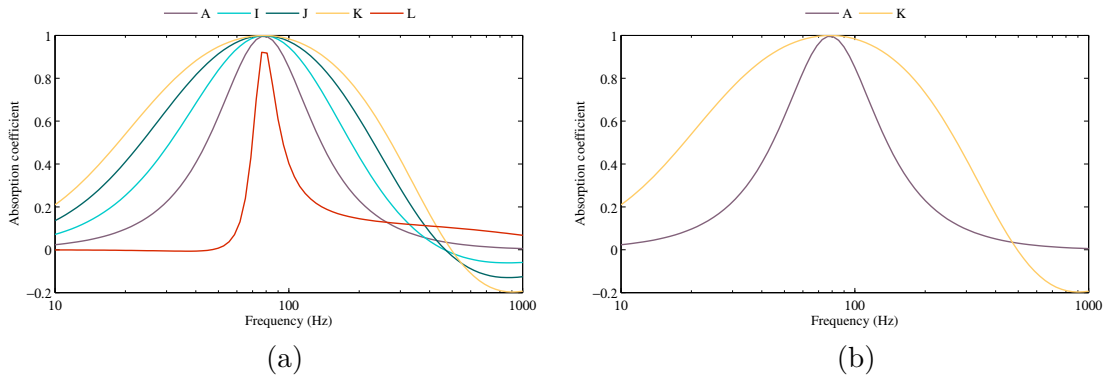 A I J K L
1
0.8
0.6
0.4
0.2
0
−0.2
10 100 1000
Absorption coefficient
Frequency (Hz)
(a)
A K
1
0.8
0.6
0.4
0.2
0
−0.2
10 100 1000
Absorption coefficient
Frequency (Hz)
(b)